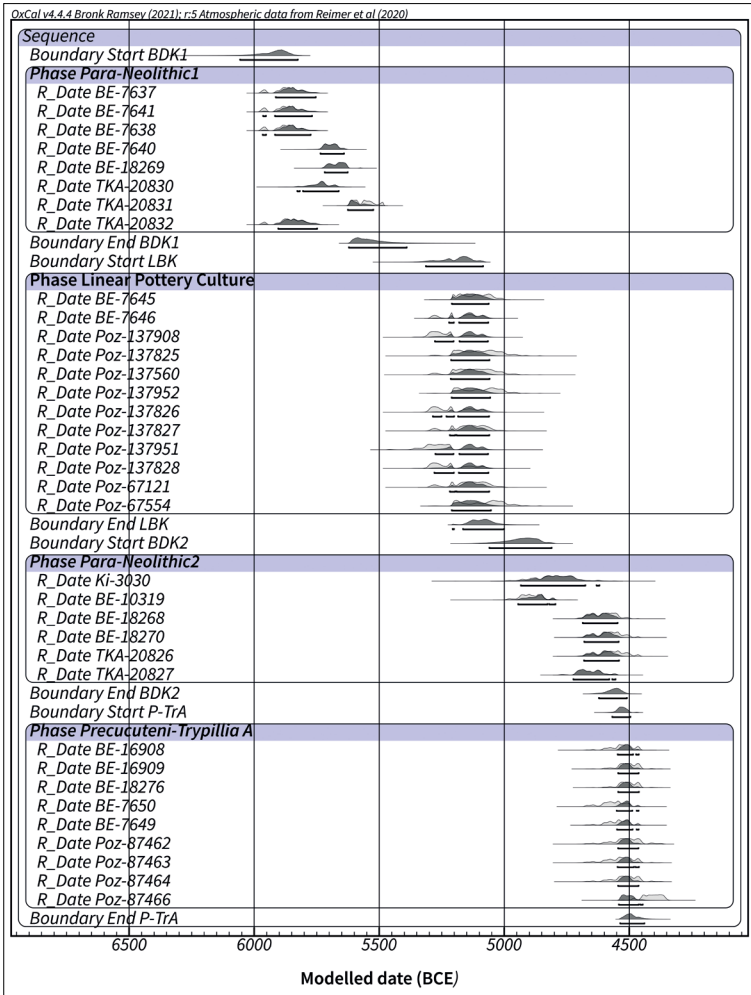 OxCal v4.4.4 Bronk Ramsey (2021); r:5 Atmospheric data from Reimer et al (2020)
Sequence
Boundary Start BDK1
Phase Para-Neolithic1
R_Date BE-7637
R_Date BE-7641
R_Date BE-7638
R_Date BE-7640
R_Date BE-18269
R_Date TKA-20830
R_Date TKA-20831
R_Date TKA-20832
Boundary End BDK1
Boundary Start LBK
Phase Linear Pottery Culture
R_Date BE-7645
R_Date BE-7646
R_Date Poz-137908
R_Date Poz-137825
R_Date Poz-137560
R_Date Poz-137952
R_Date Poz-137826
R_Date Poz-137827
R_Date Poz-137951
R_Date Poz-137828
R_Date Poz-67121
R_Date Poz-67554
Boundary End LBK
Boundary Start BDK2
Phase Para-Neolithic2
R_Date Ki-3030
R_Date BE-10319
R_Date BE-18268
R_Date BE-18270
R_Date TKA-20826
R_Date TKA-20827
Boundary End BDK2
Boundary Start P-TrA
Phase Precucuteni-Trypillia A
R_Date BE-16908
R_Date BE-16909
R_Date BE-18276
R_Date BE-7650
R_Date BE-7649
R_Date Poz-87462
R_Date Poz-87463
R_Date Poz-87464
R_Date Poz-87466
Boundary End P-TrA
6500 6000 5500 5000 4500
Modelled date (BCE)